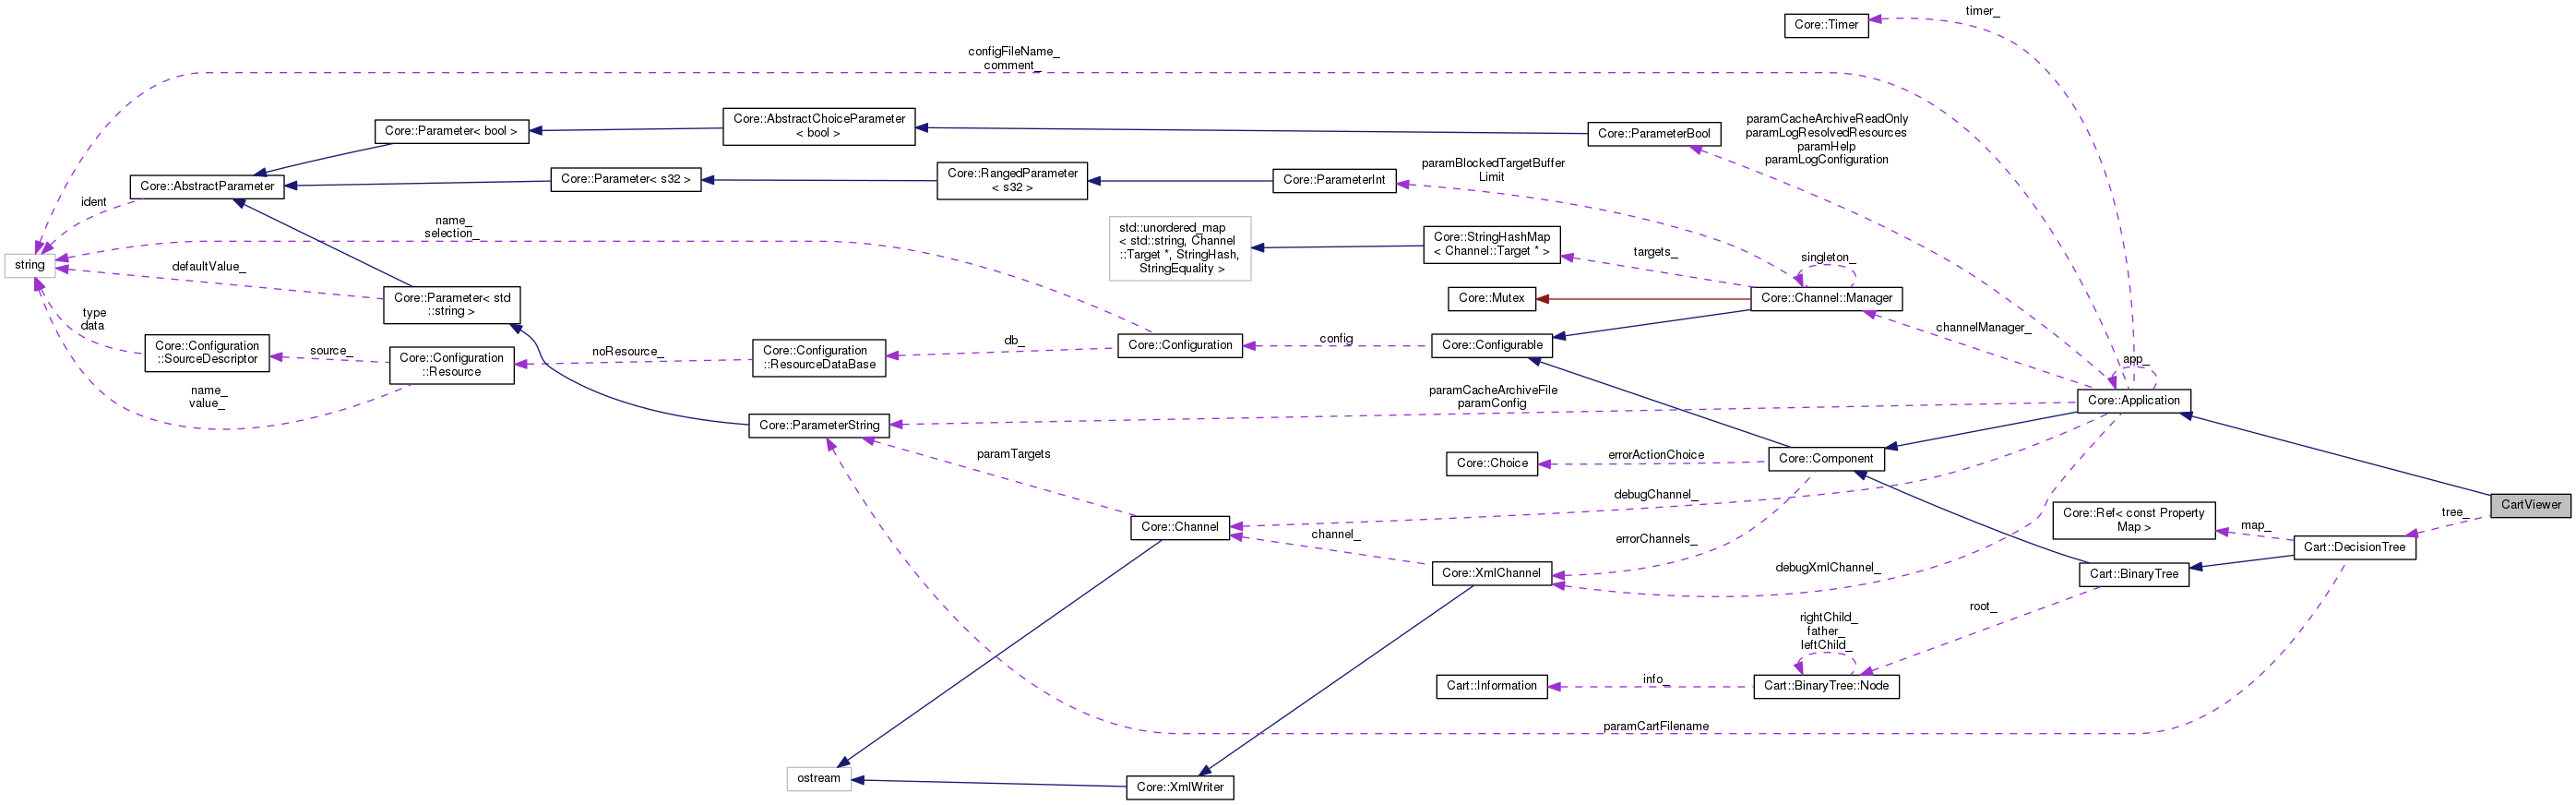 timer_
Core::Timer
configFileName_
comment_
Core::AbstractChoiceParameter
< bool >
Core::Parameter< bool >
Core::ParameterBool
paramCacheArchiveReadOnly
paramLogResolvedResources
paramHelp
paramLogConfiguration
Core::AbstractParameter
Core::Parameter< s32 >
Core::RangedParameter
< s32 >
Core::ParameterInt
paramBlockedTargetBuffer
Limit
ident
name_
selection_
std::unordered_map
< std::string, Channel
::Target *, StringHash,
StringEquality >
Core::StringHashMap
< Channel::Target * >
targets_
singleton_
string
defaultValue_
Core::Parameter< std
::string >
Core::Mutex
Core::Channel::Manager
type
data
Core::Configuration
::SourceDescriptor
source_
Core::Configuration
::Resource
noResource_
Core::Configuration
::ResourceDataBase
db_
Core::Configuration
config
Core::Configurable
channelManager_
app_
name_
value_
paramCacheArchiveFile
paramConfig
Core::Application
Core::ParameterString
paramTargets
Core::Choice
errorActionChoice
Core::Component
debugChannel_
CartViewer
Core::Channel
channel_
errorChannels_
Core::Ref< const Property
Map >
map_
tree_
Cart::DecisionTree
Core::XmlChannel
debugXmlChannel_
Cart::BinaryTree
root_
rightChild_
father_
leftChild_
Cart::Information
info_
Cart::BinaryTree::Node
paramCartFilename
ostream
Core::XmlWriter